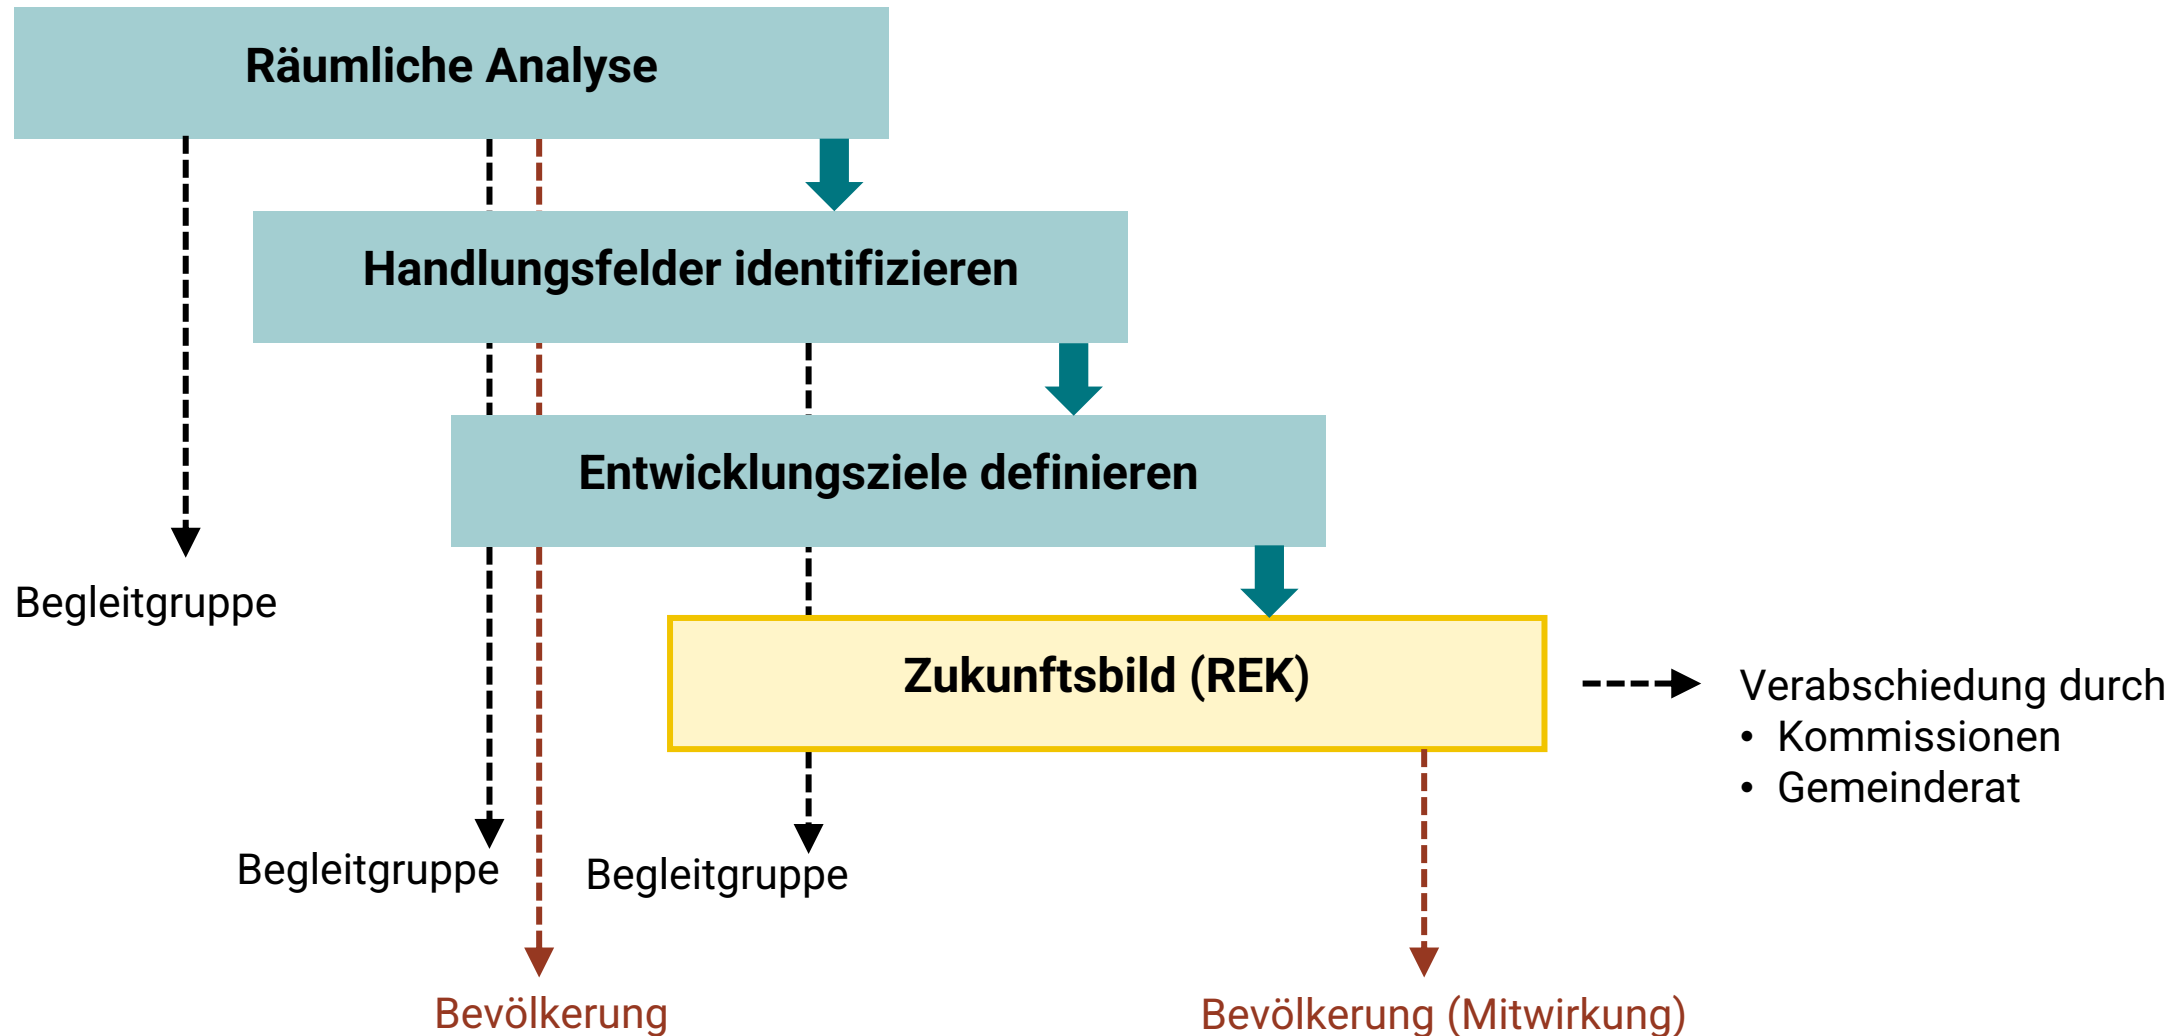 Räumliche Analyse
Handlungsfelder identifizieren
Entwicklungsziele definieren
Begleitgruppe
Zukunftsbild (REK)
Verabschiedung durch
• Kommissionen
• Gemeinderat
Begleitgruppe
Begleitgruppe
Bevölkerung
Bevölkerung (Mitwirkung)